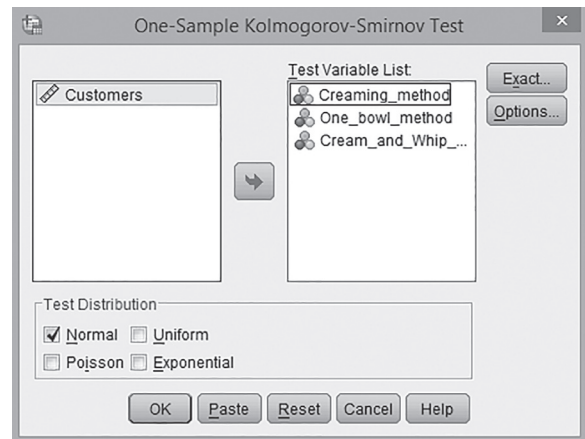 One-Sample Kolmogorov-Smirnov Test
Customers
Test Variable List:
Creaming_method
One_bowl_method
Cream_and_Whip_...
Exact...
Options...
Test Distribution
Normal
Uniform
Poisson
Exponential
OK
Paste
Reset
Cancel
Help